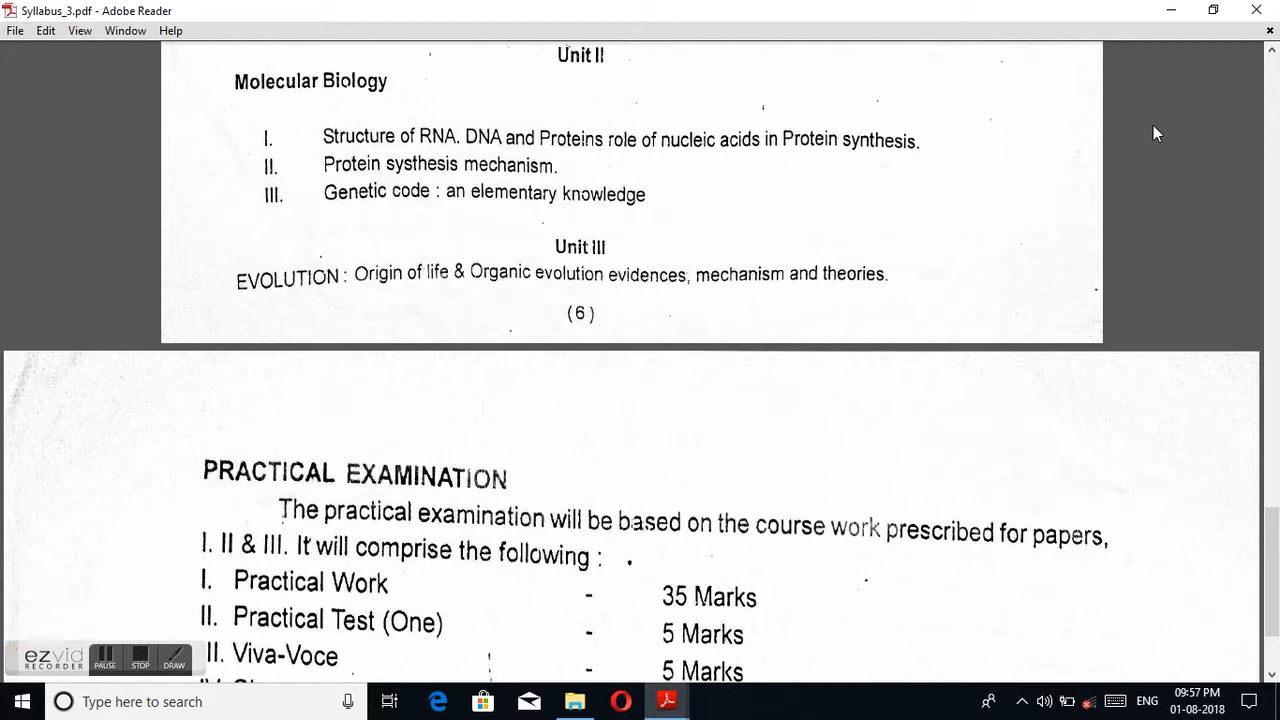 Syllabus_3.pdf - Adobe Reader
File Edit View Window Help
Unit II
Molecular Biology
I. Structure of RNA. DNA and Proteins role of nucleic acids in Protein synthesis.
II. Protein systhesis mechanism.
III. Genetic code : an elementary knowledge
Unit III
EVOLUTION : Origin of life & Organic evolution evidences, mechanism and theories.
(6)
PRACTICAL EXAMINATION
The practical examination will be based on the course work prescribed for papers,
I. II & III. It will comprise the following :
I. Practical Work - 35 Marks
II. Practical Test (One) - 5 Marks
II. Viva-Voce - 5 Marks
ezvid
RECORDER
PAUSE STOP DRAW
Type here to search
ENG
09:57 PM
01-08-2018